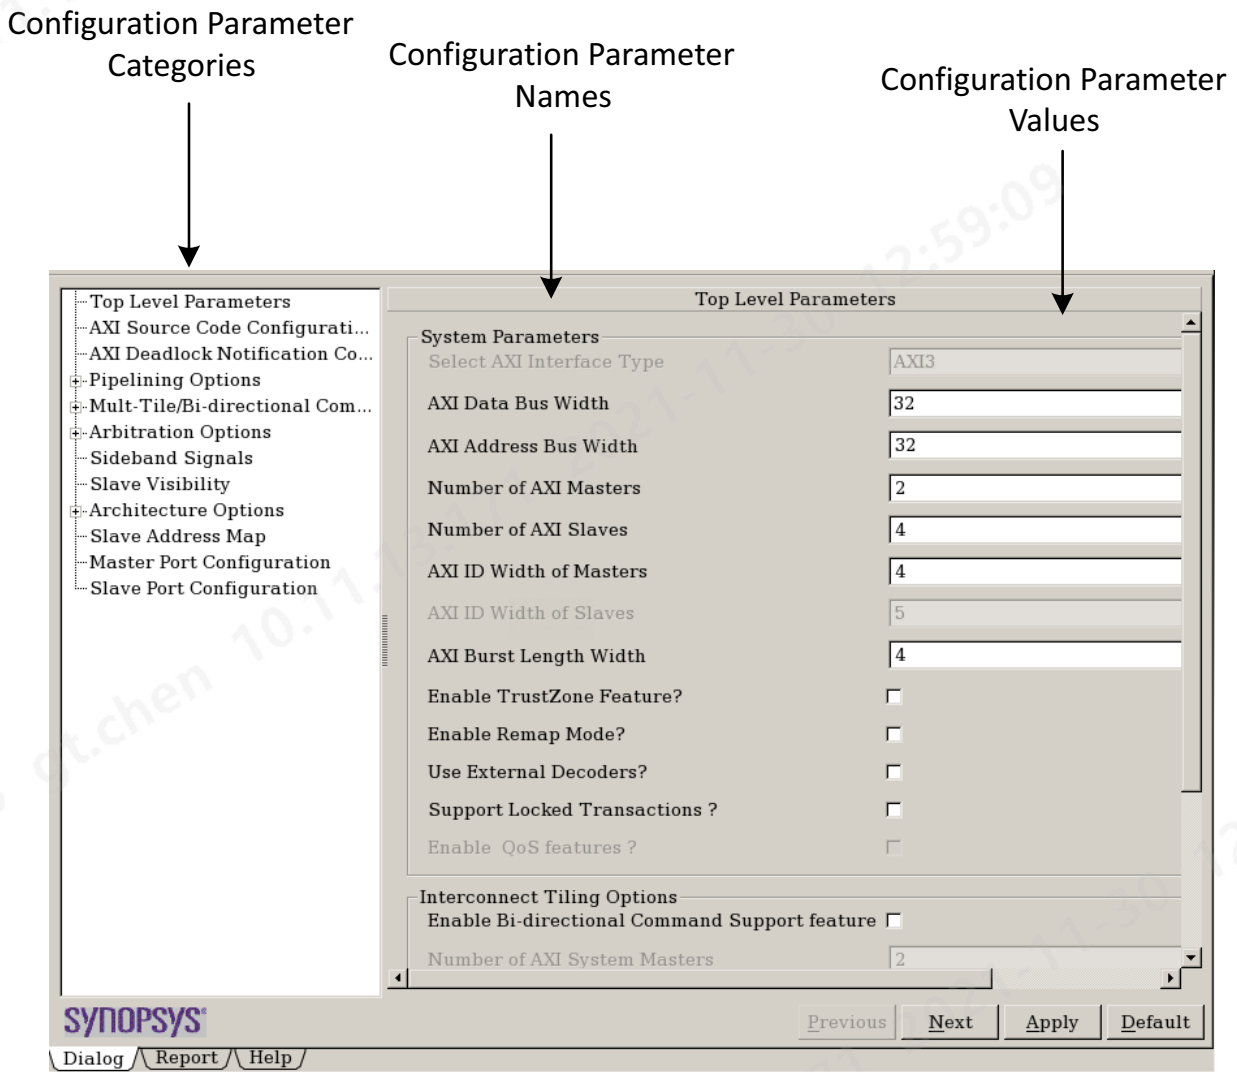 Configuration Parameter
Categories
Configuration Parameter
Names
Configuration Parameter
Values
Top Level Parameters
AXI Source Code Configurati...
AXI Deadlock Notification Co...
Pipelining Options
Mult-Tile/Bi-directional Com...
Arbitration Options
Sideband Signals
Slave Visibility
Architecture Options
Slave Address Map
Master Port Configuration
Slave Port Configuration
Top Level Parameters
System Parameters
Select AXI Interface Type AXI3
AXI Data Bus Width 32
AXI Address Bus Width 32
Number of AXI Masters 2
Number of AXI Slaves 4
AXI ID Width of Masters 4
AXI ID Width of Slaves 5
AXI Burst Length Width 4
Enable TrustZone Feature?
Enable Remap Mode?
Use External Decoders?
Support Locked Transactions ?
Enable QoS features ?
Interconnect Tiling Options
Enable Bi-directional Command Support feature
Number of AXI System Masters 2
SYNOPSYS®
Previous Next Apply Default
Dialog Report Help